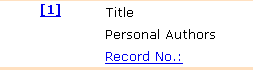 [1] Title
Personal Authors
Record No.: